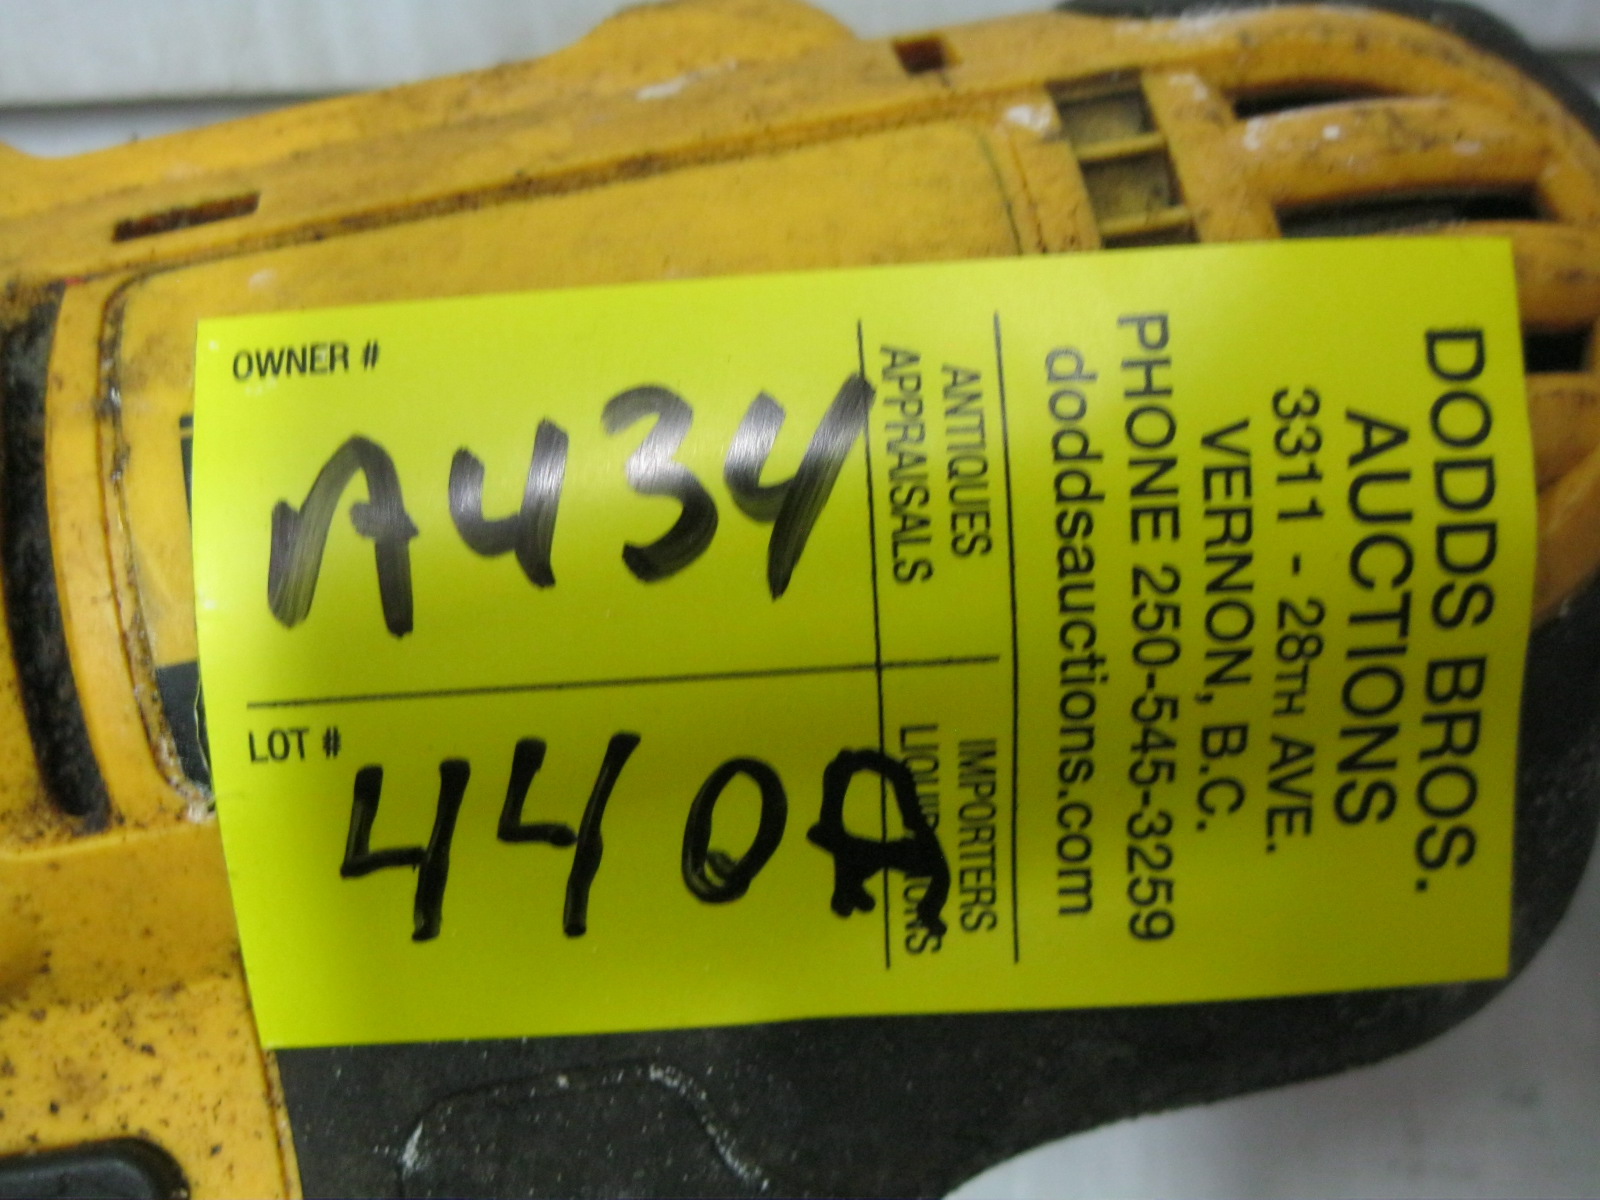 DODDS BROS.
AUCTIONS
3311 - 28TH AVE.
VERNON, B.C.
PHONE 250-545-3259
doddsauctions.com
ANTIQUES IMPORTERS
APPRAISALS
OWNER #
A434
LOT #